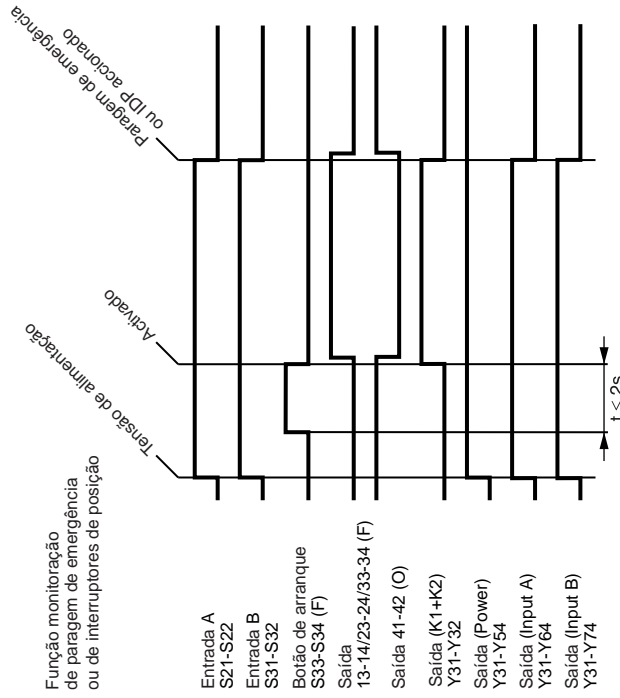 Função monitoração
de paragem de emergência
ou de interruptores de posição
Tensão de alimentação
Activado
Paragem de emergência
ou IDP accionado
Entrada A
S21-S22
Entrada B
S31-S32
Botão de arranque
S33-S34 (F)
Saída
13-14/23-24/33-34 (F)
Saída 41-42 (O)
Saída (K1+K2)
Y31-Y32
Saída (Power)
Y31-Y54
Saída (Input A)
Y31-Y64
Saída (Input B)
Y31-Y74
t < 2s